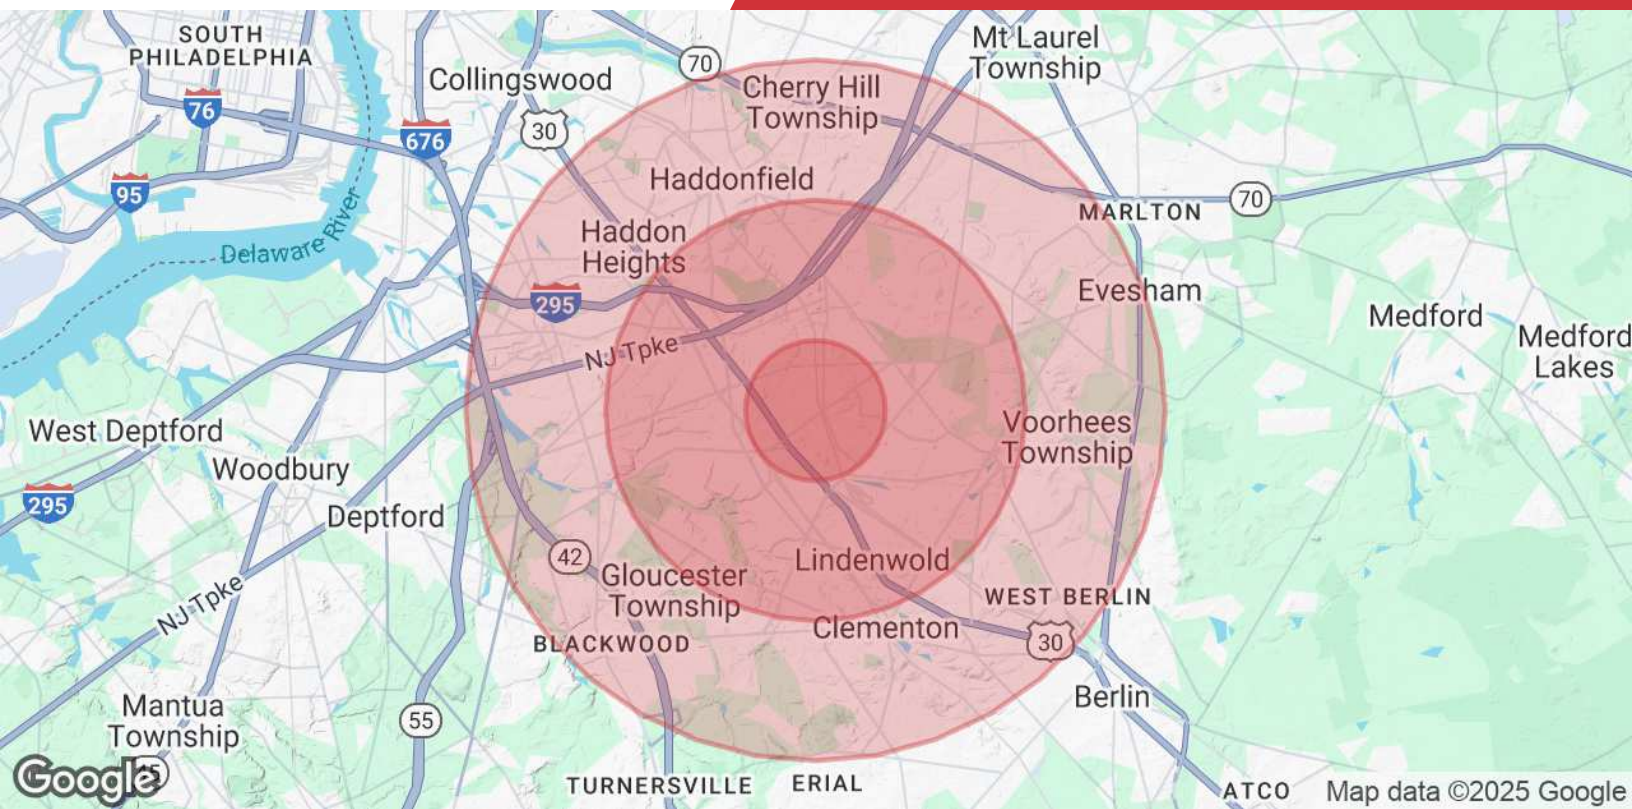 SOUTH
PHILADELPHIA
Mt Laurel
Township
70
Collingswood
Cherry Hill
Township
76
30
676
Haddonfield
95
70
MARLTON
Delaware River
Haddon
Heights
295
Evesham
Medford
Medford
Lakes
NJ Tpke
West Deptford
Voorhees
Township
Woodbury
295
Deptford
42
Lindenwold
Gloucester
Township
NJ Tpke
WEST BERLIN
Clementon
BLACKWOOD
30
Berlin
Mantua
Township
55
Google
45
TURNERSVILLE
ERIAL
ATCO
Map data ©2025 Google